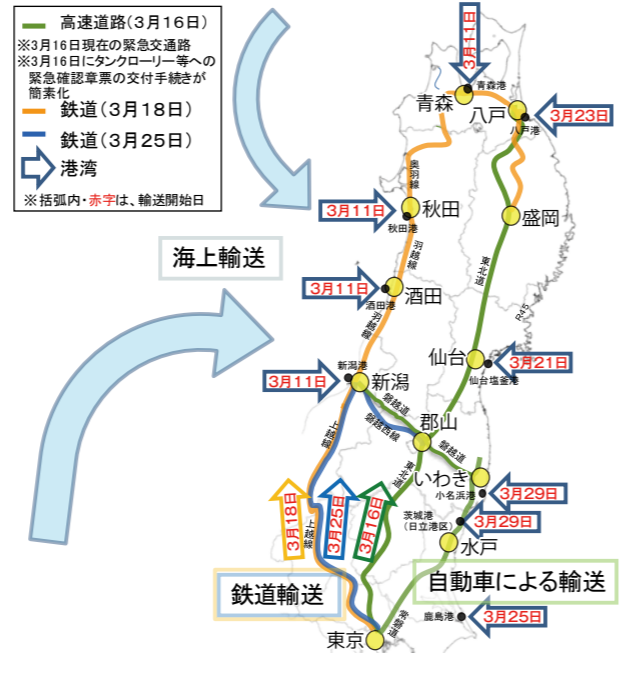 高速道路(3月16日)
※3月16日現在の緊急交通路
※3月16日にタンクローリー等への
緊急確認章票の交付手続きが
簡素化
鉄道(3月18日)
鉄道(3月25日)
港湾
※括弧内・赤字は、輸送開始日
3月11日
青森港
青森
八戸
八戸港
3月23日
奥羽線
3月11日
秋田
秋田港
盛岡
羽越線
東北道
海上輸送
3月11日
酒田
酒田港
羽越線
R45
仙台
3月21日
仙台塩釜港
新潟港
3月11日
新潟
磐越道
磐越西線
郡山
上越線
磐越道
東北道
いわき
小名浜港
3月29日
3月18日
3月25日
3月16日
茨城港
(日立港区)
3月29日
上越線
水戸
鉄道輸送
自動車による輸送
鹿島港
3月25日
常磐道
東京